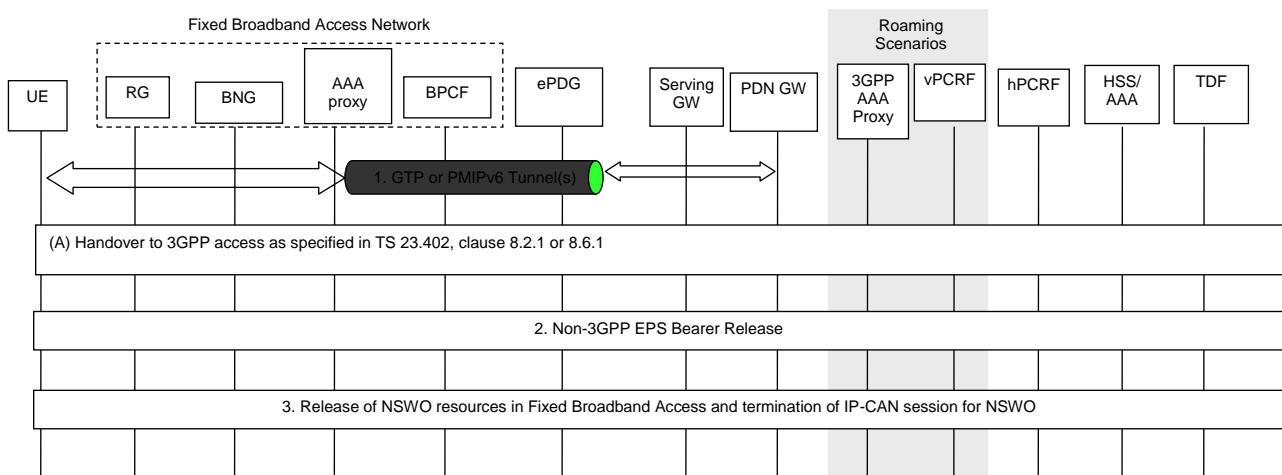 Fixed Broadband Access Network
Roaming
Scenarios
UE
RG
BNG
AAA
proxy
BPCF
ePDG
Serving
GW
PDN GW
3GPP
AAA
Proxy
vPCRF
hPCRF
HSS/
AAA
TDF
1. GTP or PMIPv6 Tunnel(s)
(A) Handover to 3GPP access as specified in TS 23.402, clause 8.2.1 or 8.6.1
2. Non-3GPP EPS Bearer Release
3. Release of NSWO resources in Fixed Broadband Access and termination of IP-CAN session for NSWO